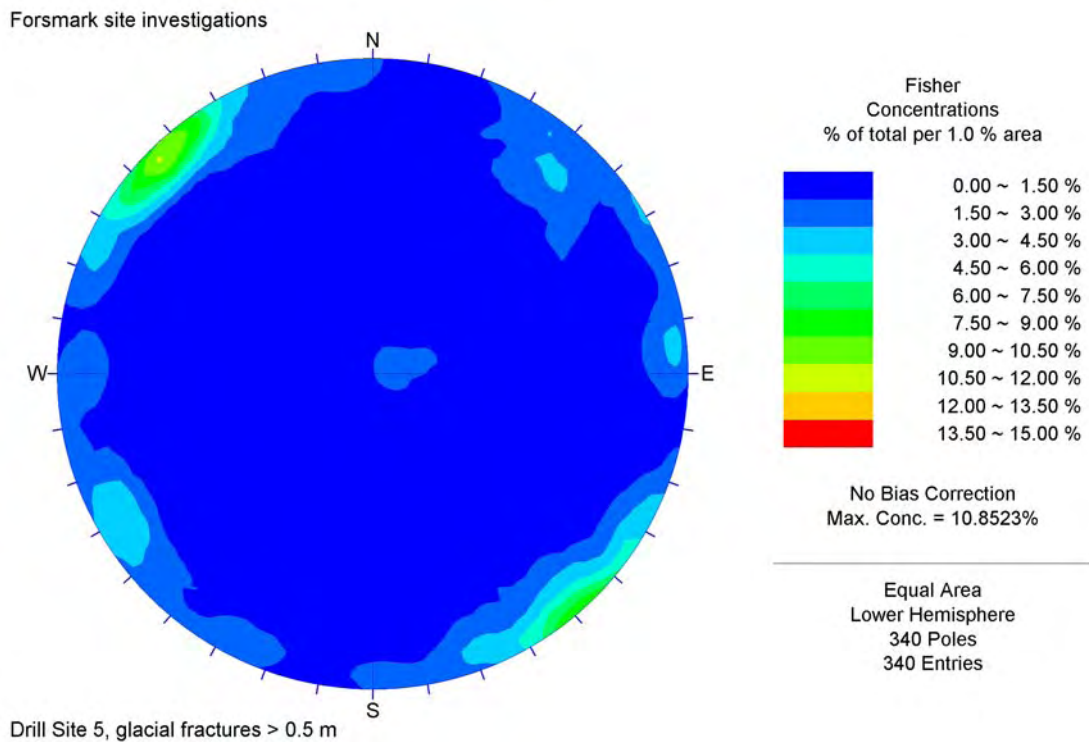 Forsmark site investigations
N
W
E
S
Fisher
Concentrations
% of total per 1.0 % area
0.00 ~ 1.50 %
1.50 ~ 3.00 %
3.00 ~ 4.50 %
4.50 ~ 6.00 %
6.00 ~ 7.50 %
7.50 ~ 9.00 %
9.00 ~ 10.50 %
10.50 ~ 12.00 %
12.00 ~ 13.50 %
13.50 ~ 15.00 %
No Bias Correction
Max. Conc. = 10.8523%
Equal Area
Lower Hemisphere
340 Poles
340 Entries
Drill Site 5, glacial fractures > 0.5 m